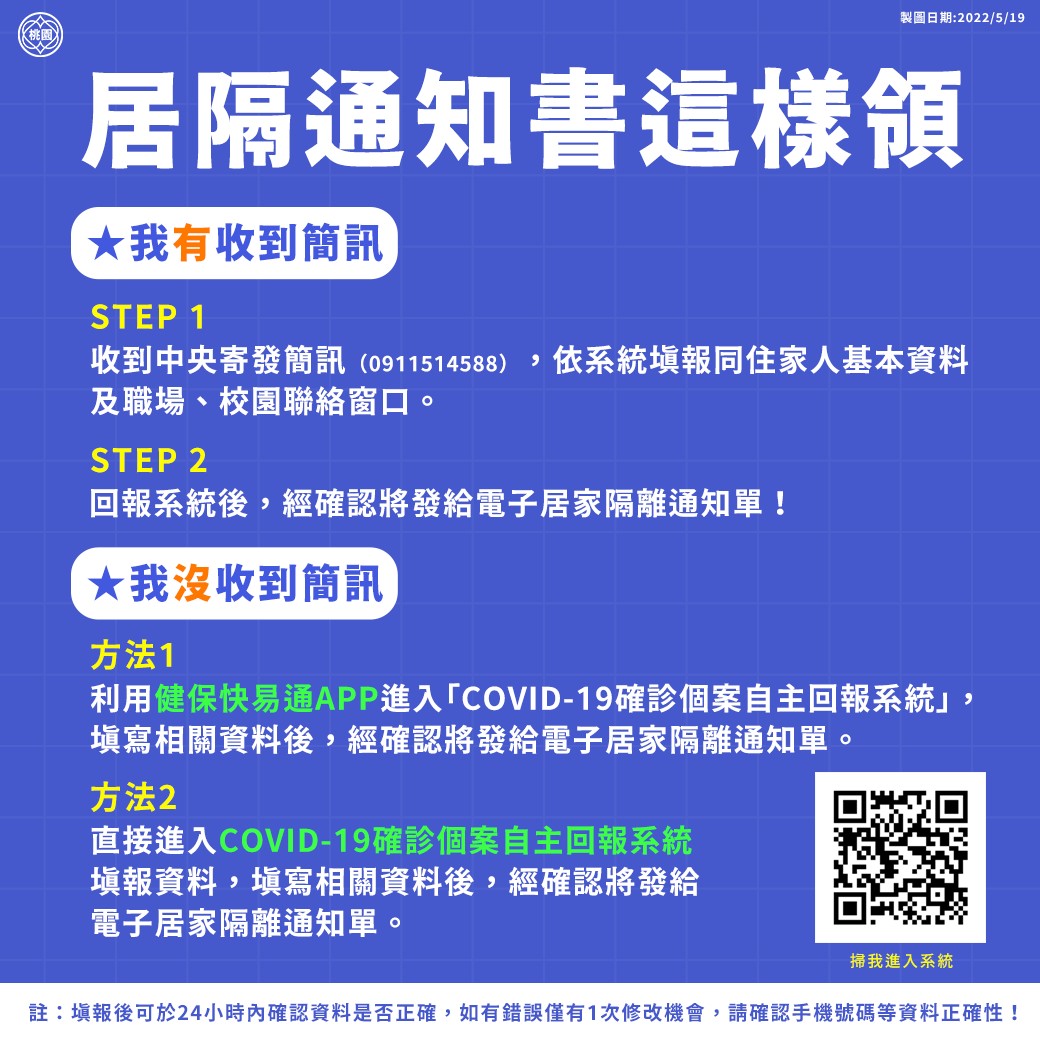 桃園
製圖日期:2022/5/19
居隔通知書這樣領
★我有收到簡訊
STEP 1
收到中央寄發簡訊（0911514588），依系統填報同住家人基本資料
及職場、校園聯絡窗口。
STEP 2
回報系統後，經確認將發給電子居家隔離通知單！
★我沒收到簡訊
方法1
利用健保快易通APP進入「COVID-19確診個案自主回報系統」，
填寫相關資料後，經確認將發給電子居家隔離通知單。
方法2
直接進入COVID-19確診個案自主回報系統
填報資料，填寫相關資料後，經確認將發給
電子居家隔離通知單。
掃我進入系統
註：填報後可於24小時內確認資料是否正確，如有錯誤僅有1次修改機會，請確認手機號碼等資料正確性！